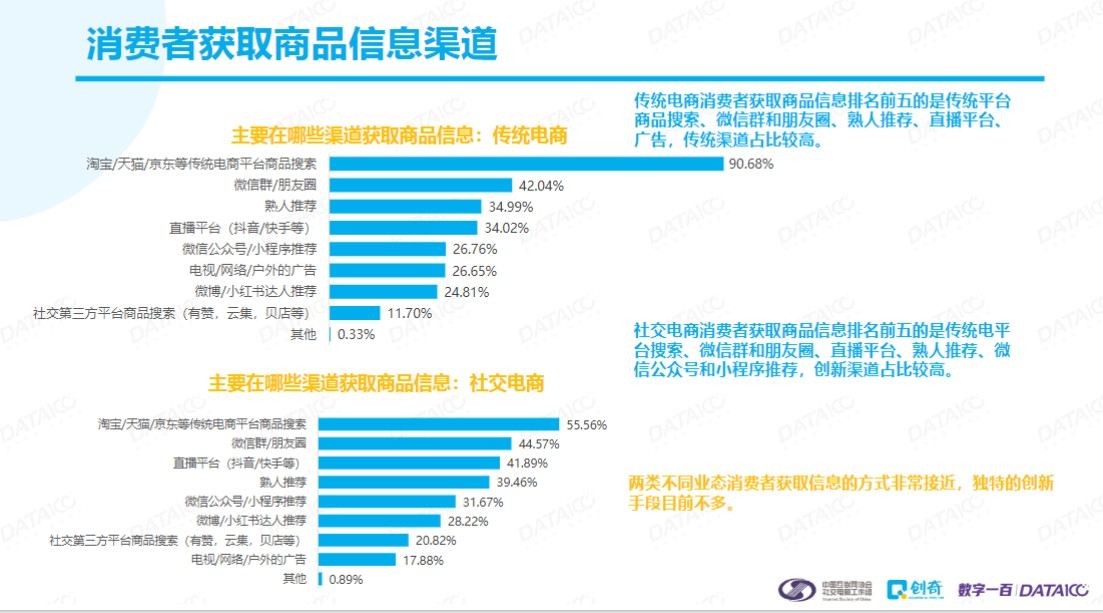 消费者获取商品信息渠道
主要在哪些渠道获取商品信息：传统电商
淘宝/天猫/京东等传统电商平台商品搜索 90.68%
微信群/朋友圈 42.04%
熟人推荐 34.99%
直播平台（抖音/快手等） 34.02%
微信公众号/小程序推荐 26.76%
电视/网络/户外的广告 26.65%
微博/小红书达人推荐 24.81%
社交第三方平台商品搜索（有赞，云集，贝店等） 11.70%
其他 0.33%
传统电商消费者获取商品信息排名前五的是传统平台
商品搜索、微信群和朋友圈、熟人推荐、直播平台、
广告，传统渠道占比较高。
主要在哪些渠道获取商品信息：社交电商
淘宝/天猫/京东等传统电商平台商品搜索 55.56%
微信群/朋友圈 44.57%
直播平台（抖音/快手等） 41.89%
熟人推荐 39.46%
微信公众号/小程序推荐 31.67%
微博/小红书达人推荐 28.22%
社交第三方平台商品搜索（有赞，云集，贝店等） 20.82%
电视/网络/户外的广告 17.88%
其他 0.89%
社交电商消费者获取商品信息排名前五的是传统电平
台搜索、微信群和朋友圈、直播平台、熟人推荐、微
信公众号和小程序推荐，创新渠道占比较高。
两类不同业态消费者获取信息的方式非常接近，独特的创新
手段目前不多。
中国互联网协会
社交电商工作组
创奇
数字一百 DATAICC